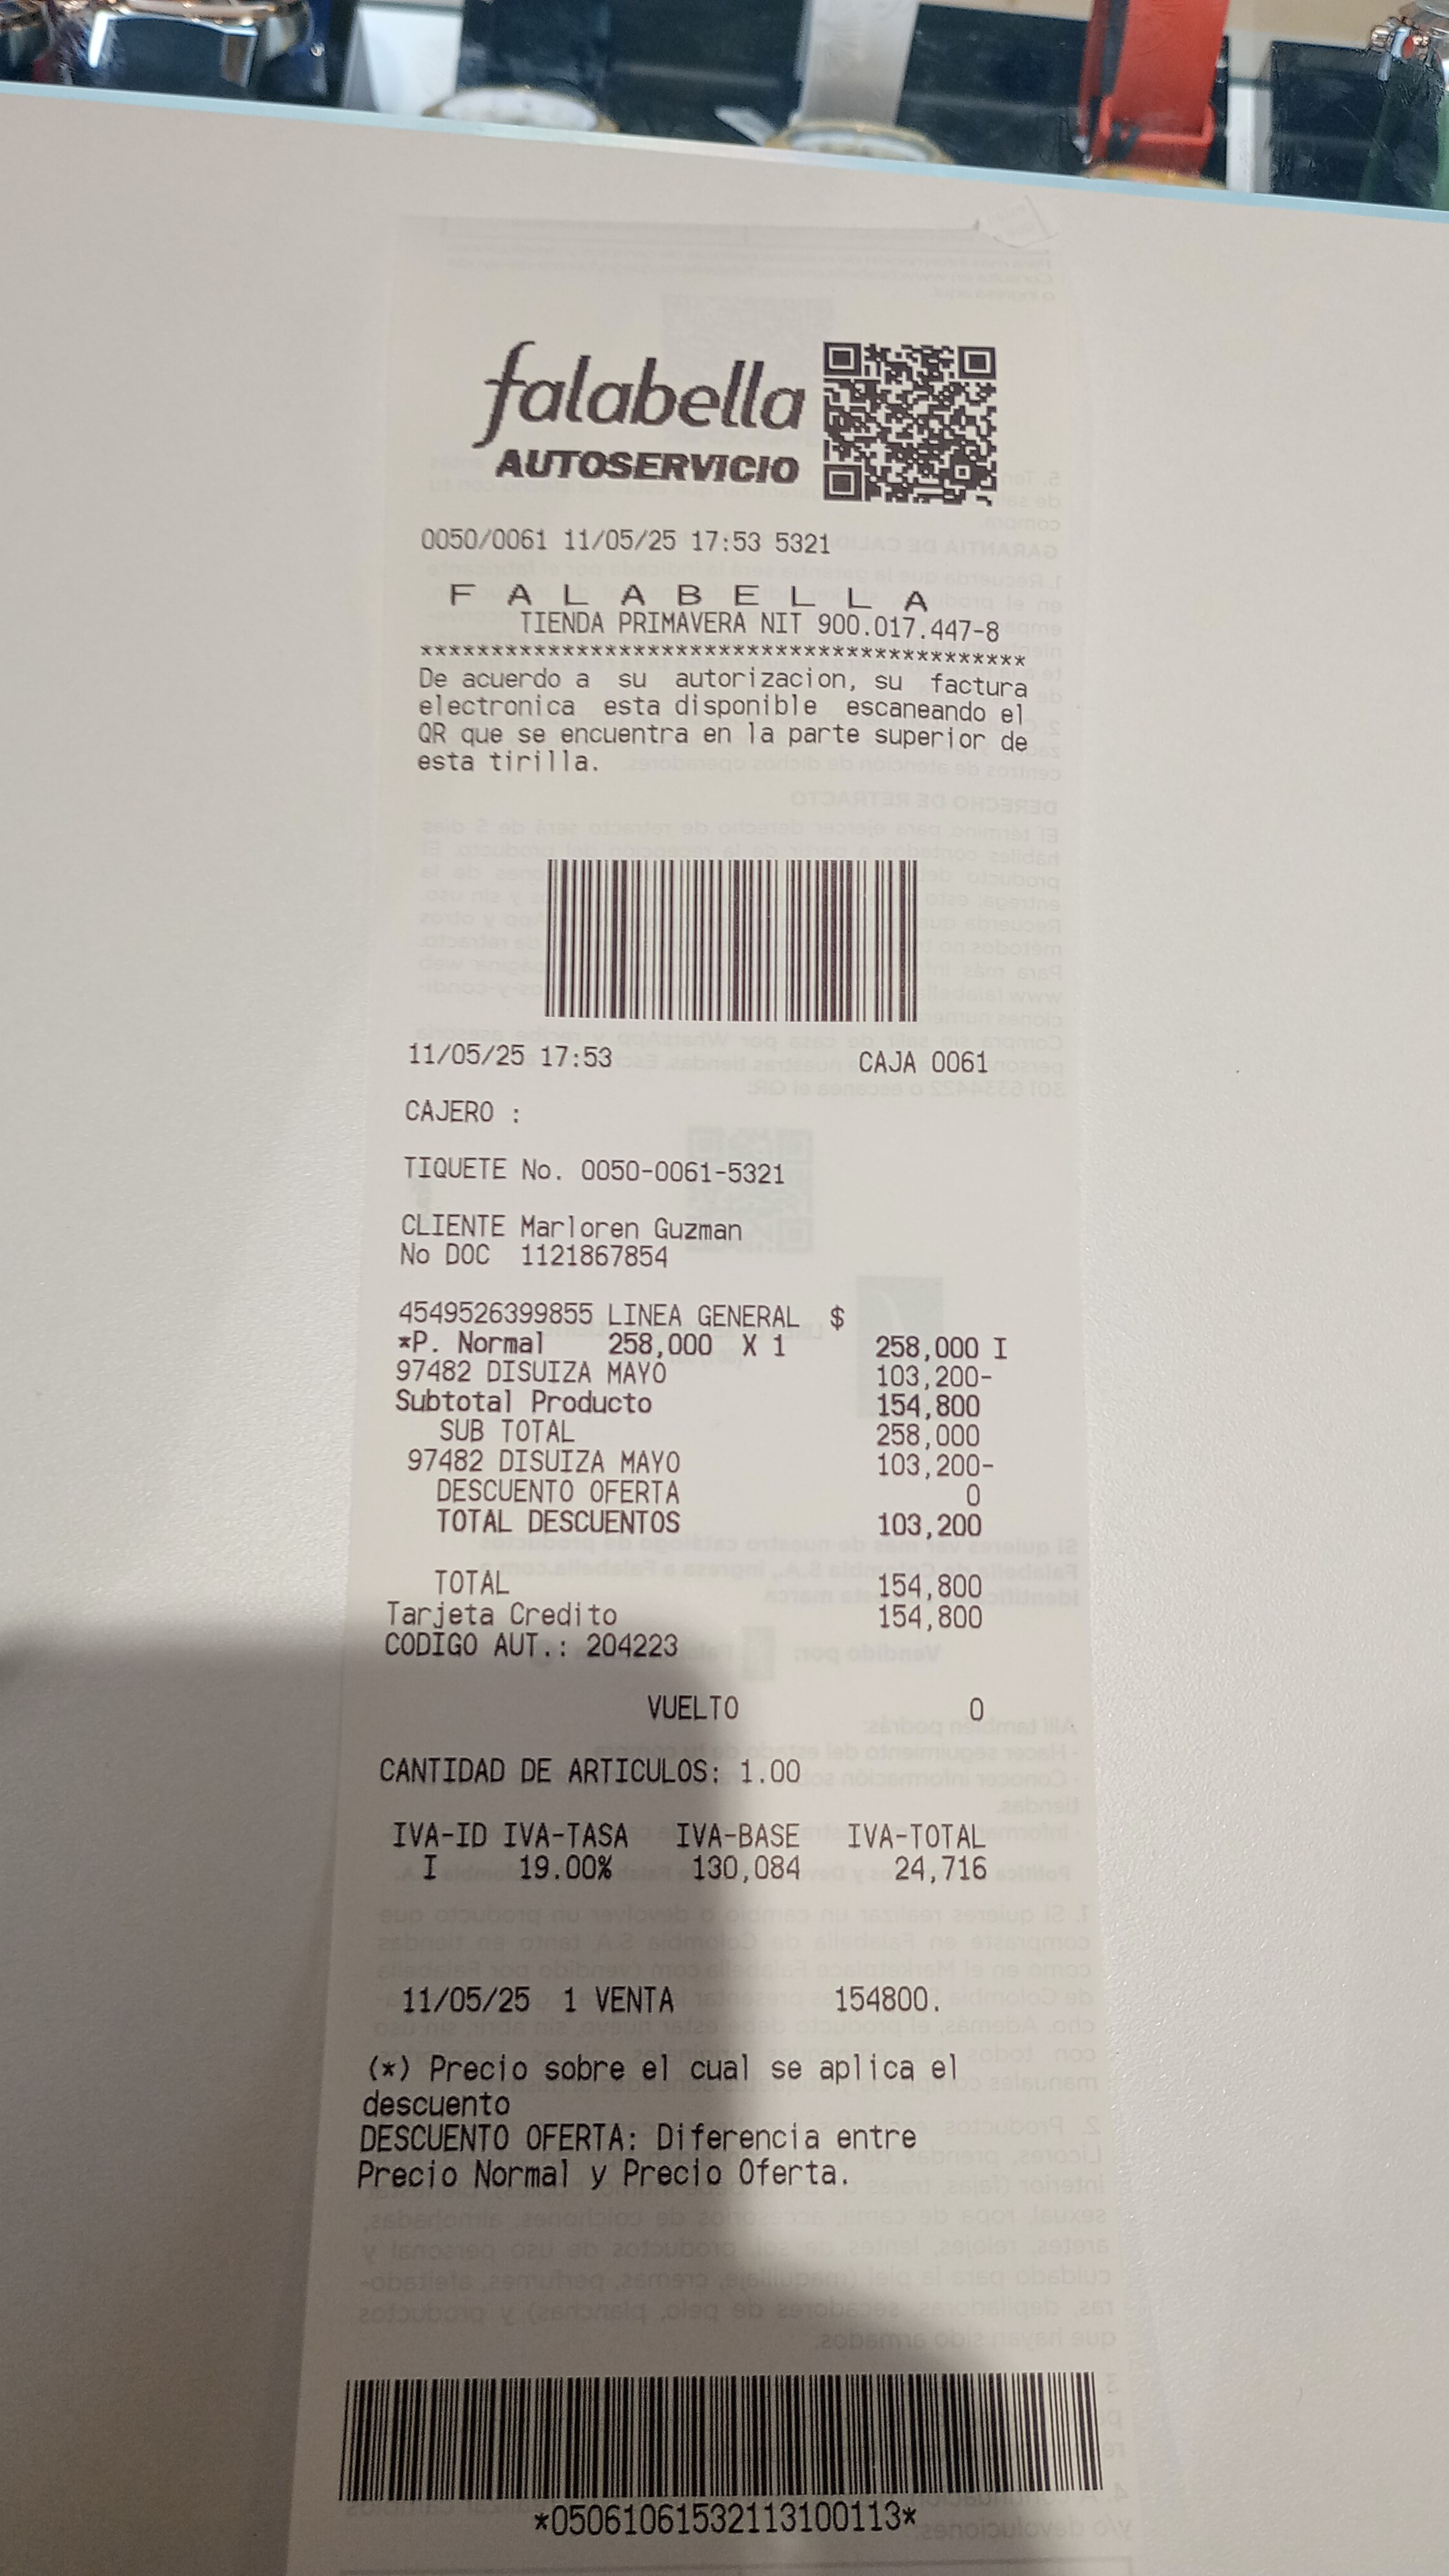 falabella
AUTOSERVICIO
0050/0061 11/05/25 17:53 5321
F A L A B E L L A
TIENDA PRIMAVERA NIT 900.017.447-8
*******************************************
De acuerdo a su autorizacion, su factura
electronica esta disponible escaneando el
QR que se encuentra en la parte superior de
esta tirilla.
11/05/25 17:53 CAJA 0061
CAJERO :
TIQUETE No. 0050-0061-5321
CLIENTE Marloren Guzman
No DOC 1121867854
4549526399855 LINEA GENERAL $
*P. Normal 258,000 X 1 258,000 I
97482 DISUIZA MAYO 103,200-
Subtotal Producto 154,800
SUB TOTAL 258,000
97482 DISUIZA MAYO 103,200-
DESCUENTO OFERTA 0
TOTAL DESCUENTOS 103,200
TOTAL 154,800
Tarjeta Credito 154,800
CODIGO AUT.: 204223
VUELTO 0
CANTIDAD DE ARTICULOS: 1.00
IVA-ID IVA-TASA IVA-BASE IVA-TOTAL
I 19.00% 130,084 24,716
11/05/25 1 VENTA 154800.
(*) Precio sobre el cual se aplica el
descuento
DESCUENTO OFERTA: Diferencia entre
Precio Normal y Precio Oferta.
*05061061532113100113*